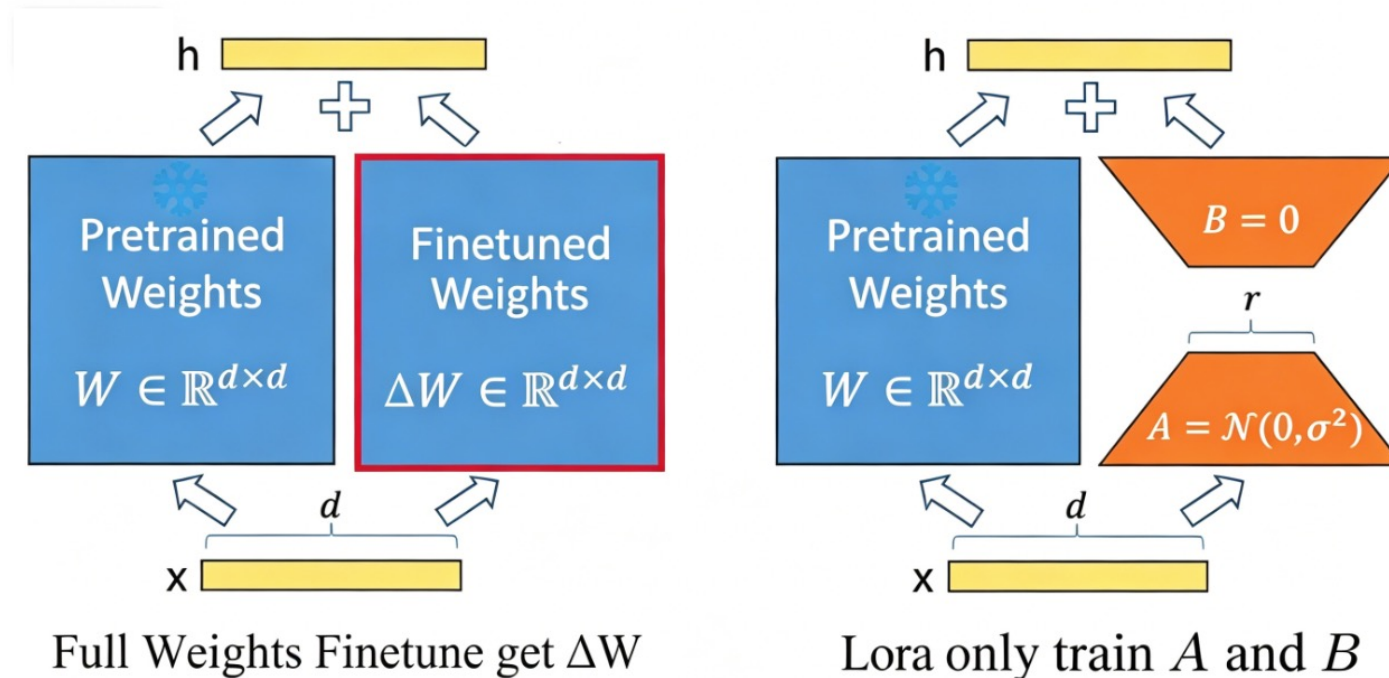 h
Pretrained
Weights
W ∈ ℝ^{d×d}
Finetuned
Weights
ΔW ∈ ℝ^{d×d}
d
x
Full Weights Finetune get ΔW
h
Pretrained
Weights
W ∈ ℝ^{d×d}
B = 0
r
A = 𝒩(0, σ²)
d
x
Lora only train A and B